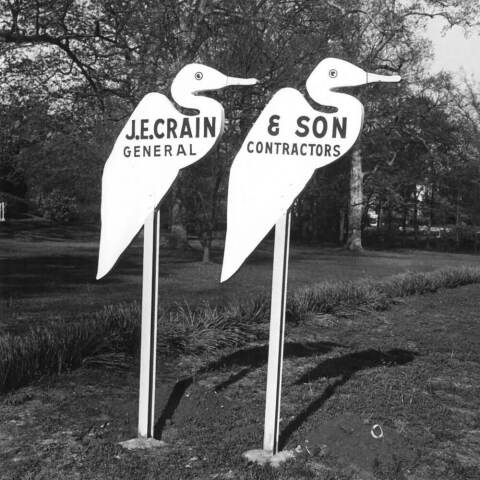 J.E.CRAIN & SON
GENERAL CONTRACTORS